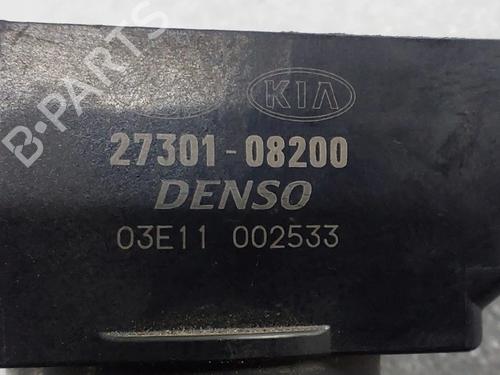 B-PARTS
KIA
27301-08200
DENSO
03E11 002533